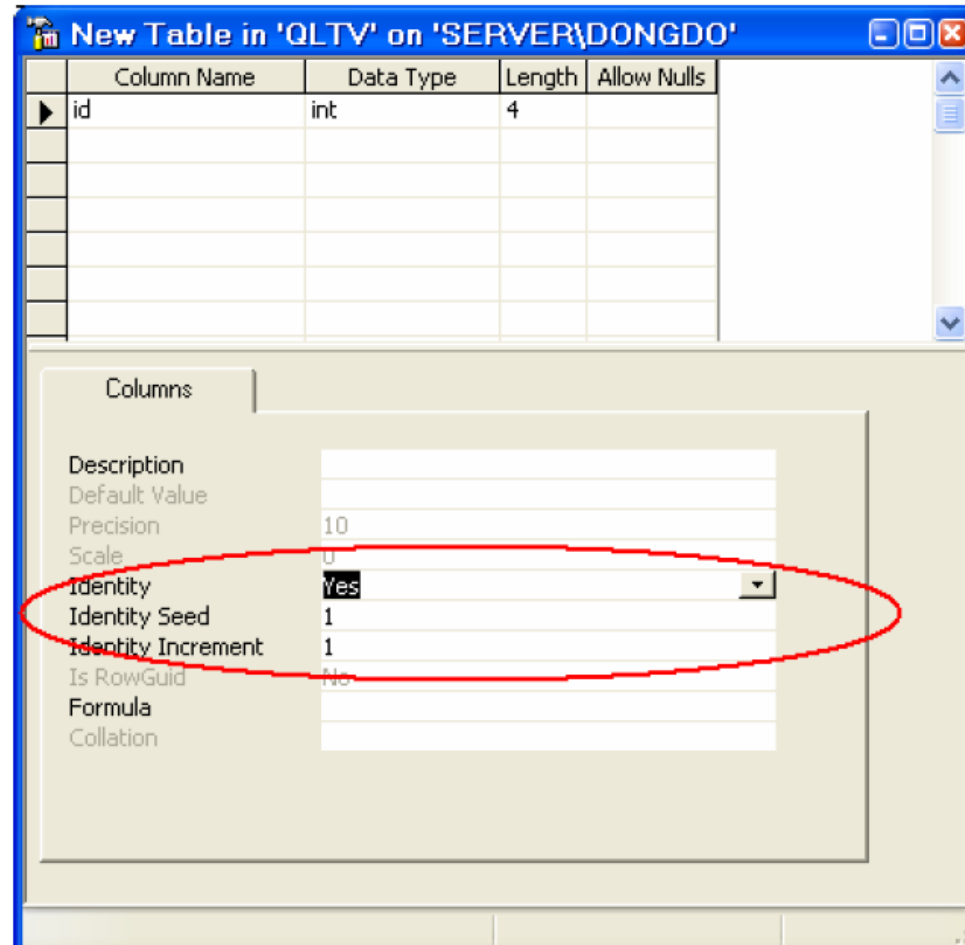 New Table in 'QLTV' on 'SERVER\DONGDO'
Column Name Data Type Length Allow Nulls
id int 4
Columns
Description
Default Value
Precision 10
Scale 0
Identity Yes
Identity Seed 1
Identity Increment 1
Is RowGuid No
Formula
Collation